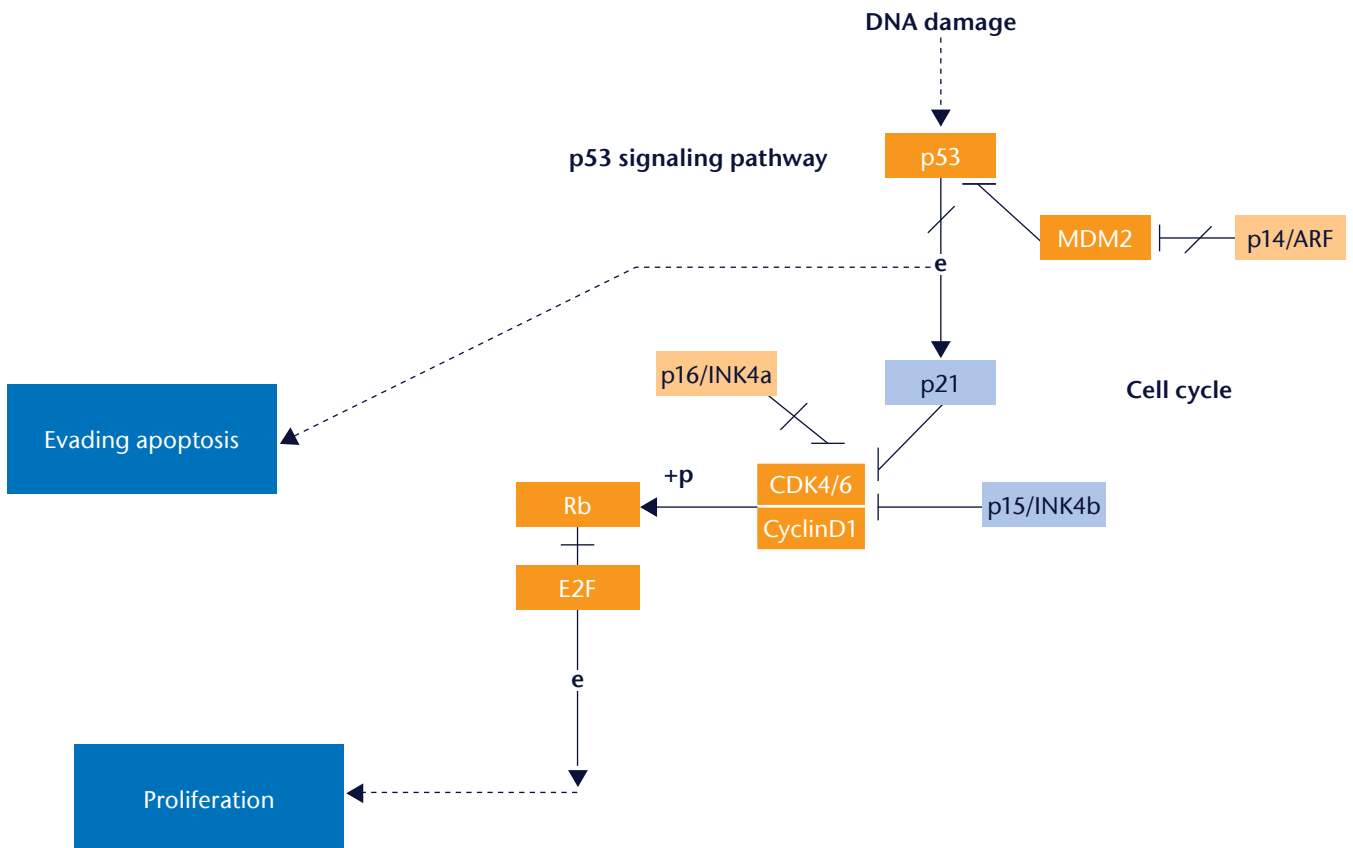 DNA damage
p53 signaling pathway
p53
MDM2
p14/ARF
e
p16/INK4a
p21
Cell cycle
Evading apoptosis
+p
CDK4/6
Rb
CyclinD1
p15/INK4b
E2F
e
Proliferation